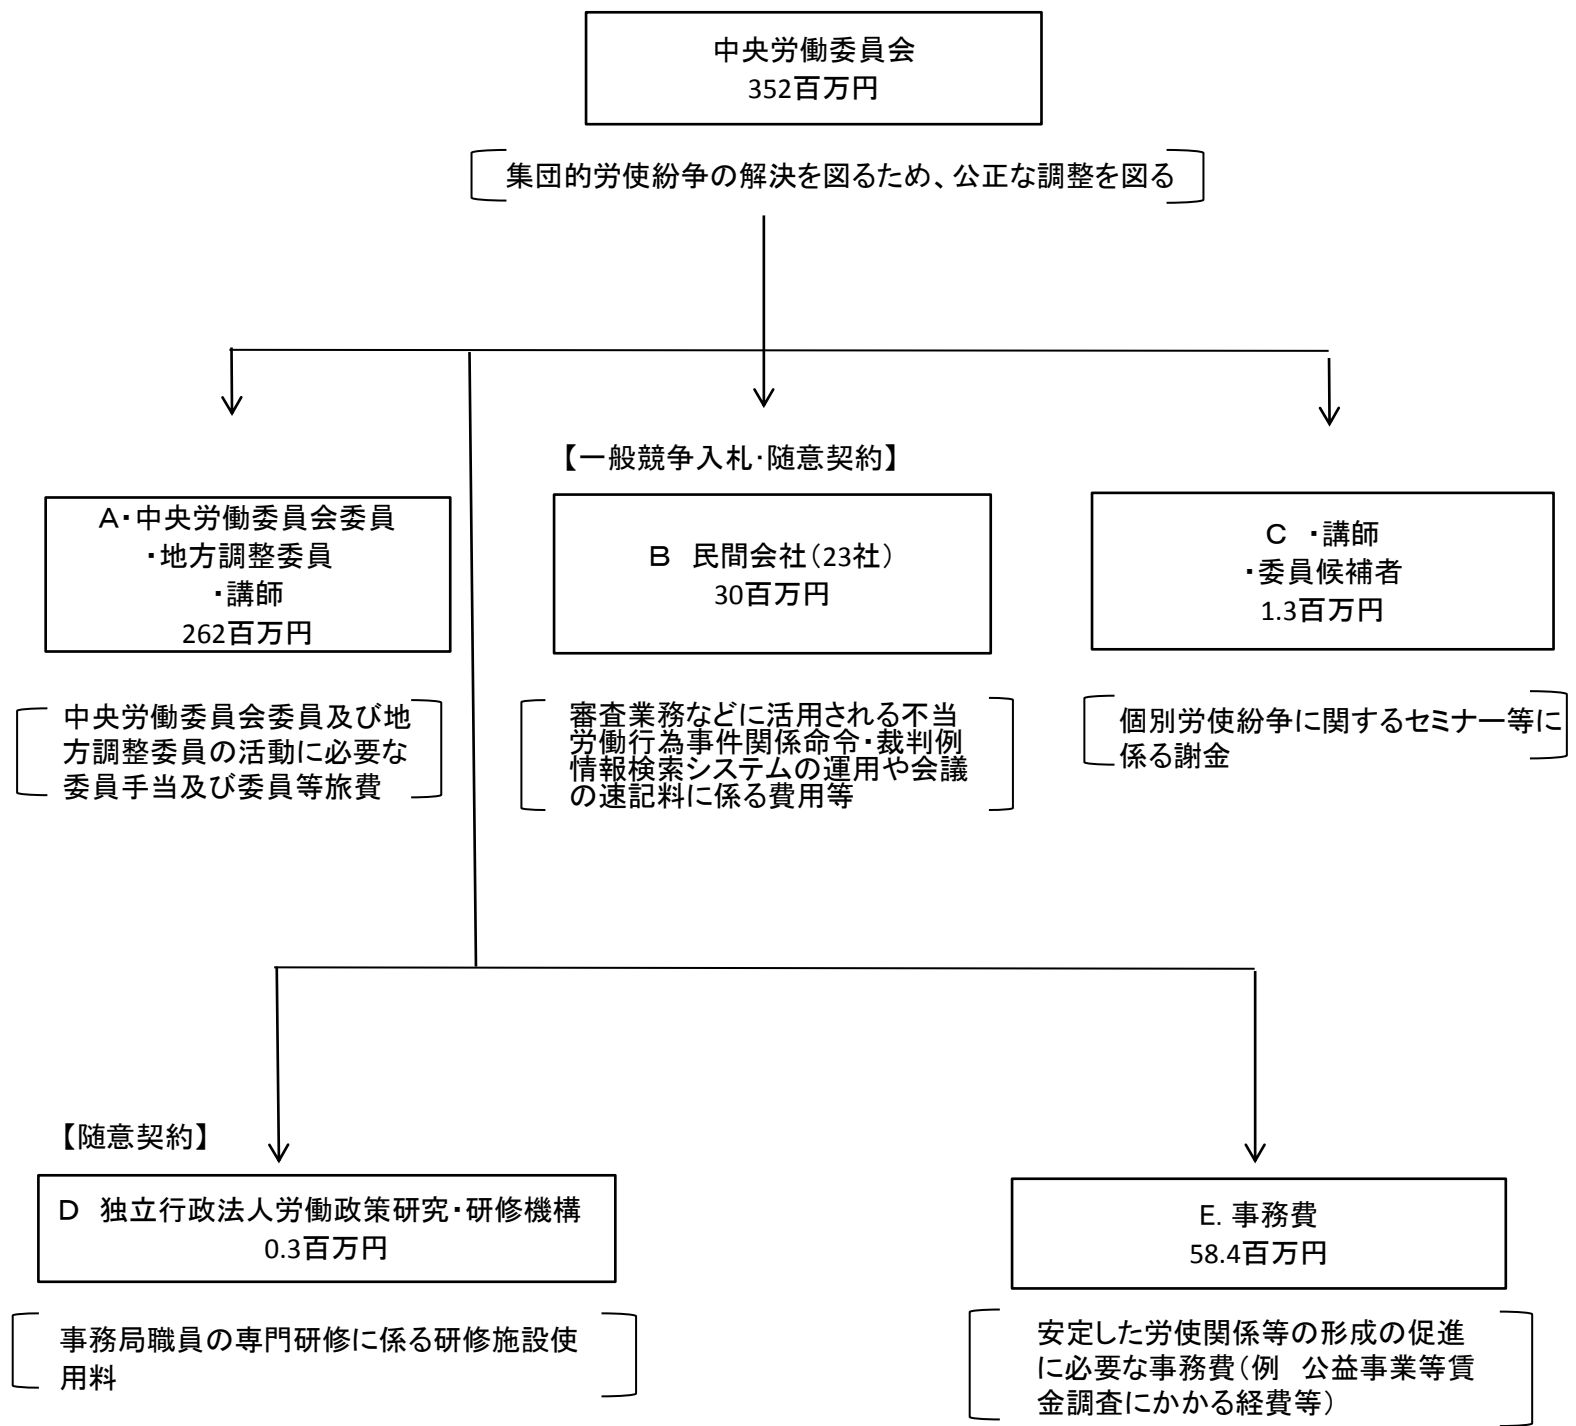 中央労働委員会
352百万円
集団的労使紛争の解決を図るため、公正な調整を図る
【一般競争入札・随意契約】
A・中央労働委員会委員
・地方調整委員
・講師
262百万円
B 民間会社(23社)
30百万円
C ・講師
・委員候補者
1.3百万円
中央労働委員会委員及び地
方調整委員の活動に必要な
委員手当及び委員等旅費
審査業務などに活用される不当
労働行為事件関係命令・裁判例
情報検索システムの運用や会議
の速記料に係る費用等
個別労使紛争に関するセミナー等に
係る謝金
【随意契約】
D 独立行政法人労働政策研究・研修機構
0.3百万円
E. 事務費
58.4百万円
事務局職員の専門研修に係る研修施設使
用料
安定した労使関係等の形成の促進
に必要な事務費(例 公益事業等賃
金調査にかかる経費等)